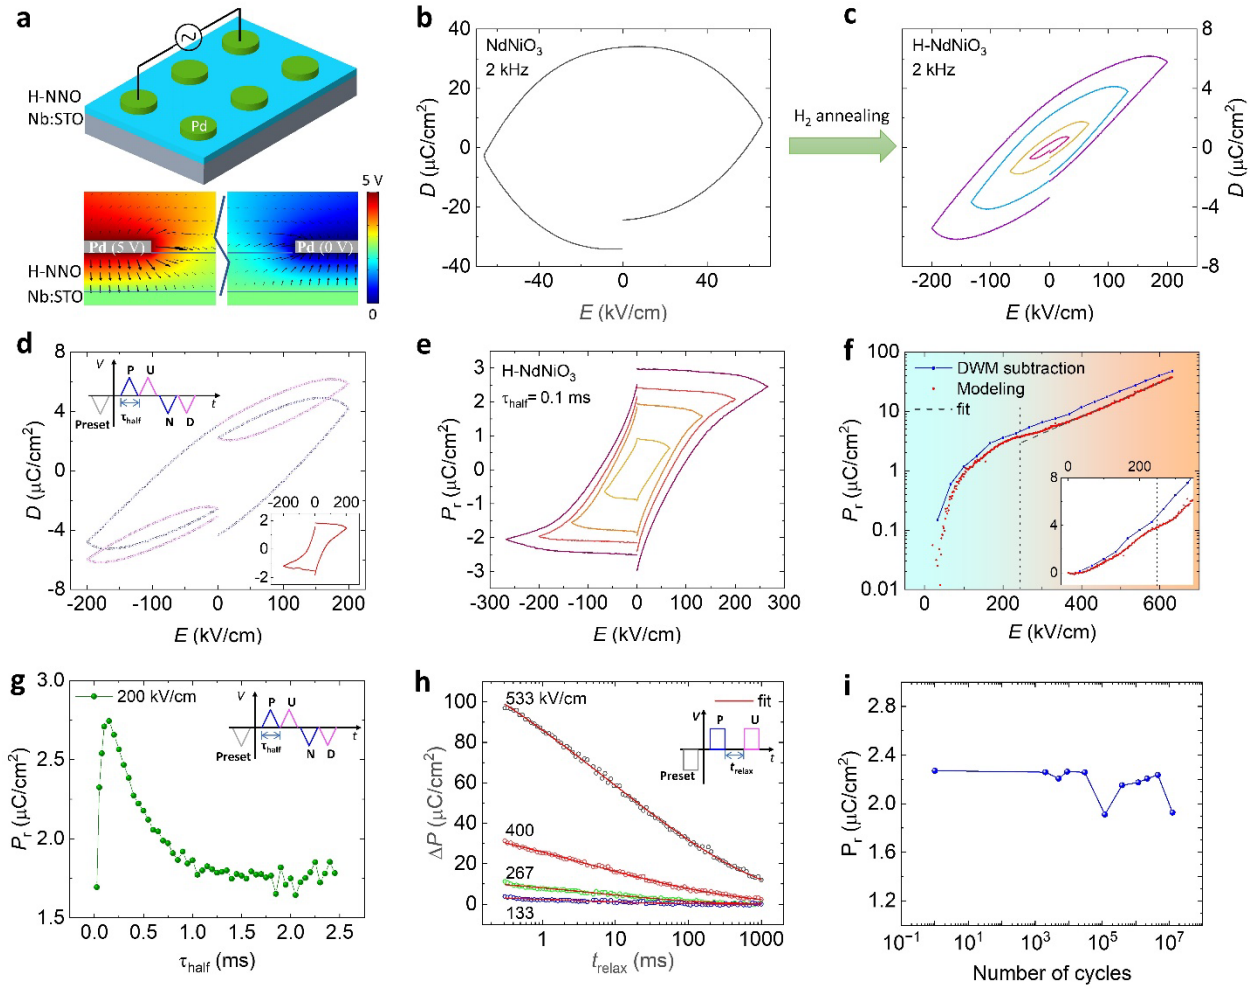 a
H-NNO
Nb:STO
Pd
5 V
Pd (5 V)
Pd (0 V)
H-NNO
Nb:STO
0
b
NdNiO₃
2 kHz
D (μC/cm²)
40
20
0
-20
-40
-40
0
40
E (kV/cm)
H₂ annealing
c
H-NdNiO₃
2 kHz
8
4
0
-4
-8
D (μC/cm²)
-200
-100
0
100
200
E (kV/cm)
d
V
P
U
t
τhalf
Preset
N
D
D (μC/cm²)
8
4
0
-4
-8
-200
0
200
2
0
-2
-200
-100
0
100
200
E (kV/cm)
e
H-NdNiO₃
τhalf= 0.1 ms
Pr (μC/cm²)
3
2
1
0
-1
-2
-3
-4
-300
-200
-100
0
100
200
300
E (kV/cm)
f
DWM subtraction
Modeling
fit
Pr (μC/cm²)
100
10
1
0.1
0.01
0
200
8
4
0
0
200
400
600
E (kV/cm)
g
200 kV/cm
V
P
U
t
τhalf
Preset
N
D
Pr (μC/cm²)
3.0
2.5
2.0
1.5
0.0
0.5
1.0
1.5
2.0
2.5
τhalf (ms)
h
533 kV/cm
fit
V
P
U
t
trelax
Preset
400
267
133
ΔP (μC/cm²)
100
80
60
40
20
0
1
10
100
1000
trelax (ms)
i
Pr (μC/cm²)
2.8
2.4
2.0
1.6
1.2
10⁻¹
10¹
10³
10⁵
10⁷
Number of cycles